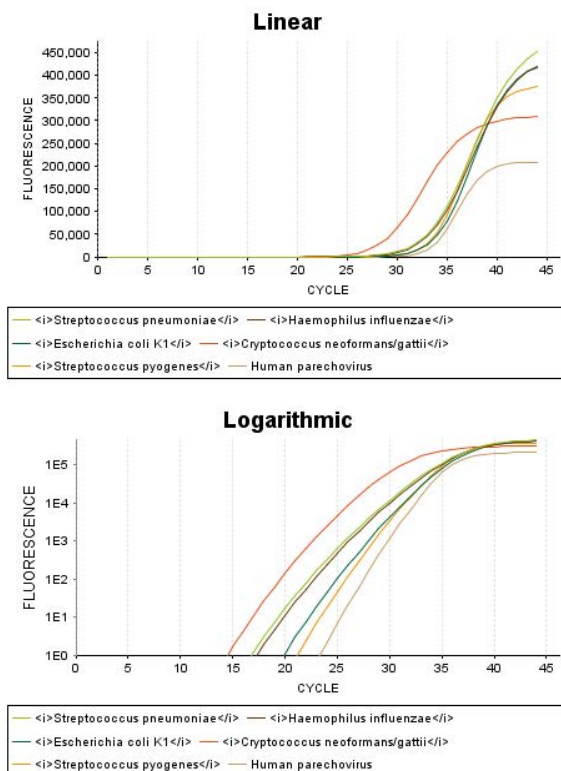 Linear
450,000
400,000
350,000
300,000
250,000
200,000
150,000
100,000
50,000
0
FLUORESCENCE
0 5 10 15 20 25 30 35 40 45
CYCLE
<i>Streptococcus pneumoniae</i> <i>Haemophilus influenzae</i>
<i>Escherichia coli K1</i> <i>Cryptococcus neoformans/gattii</i>
<i>Streptococcus pyogenes</i> Human parechovirus
Logarithmic
1E5
1E4
1E3
1E2
1E1
1E0
FLUORESCENCE
0 5 10 15 20 25 30 35 40 45
CYCLE
<i>Streptococcus pneumoniae</i> <i>Haemophilus influenzae</i>
<i>Escherichia coli K1</i> <i>Cryptococcus neoformans/gattii</i>
<i>Streptococcus pyogenes</i> Human parechovirus